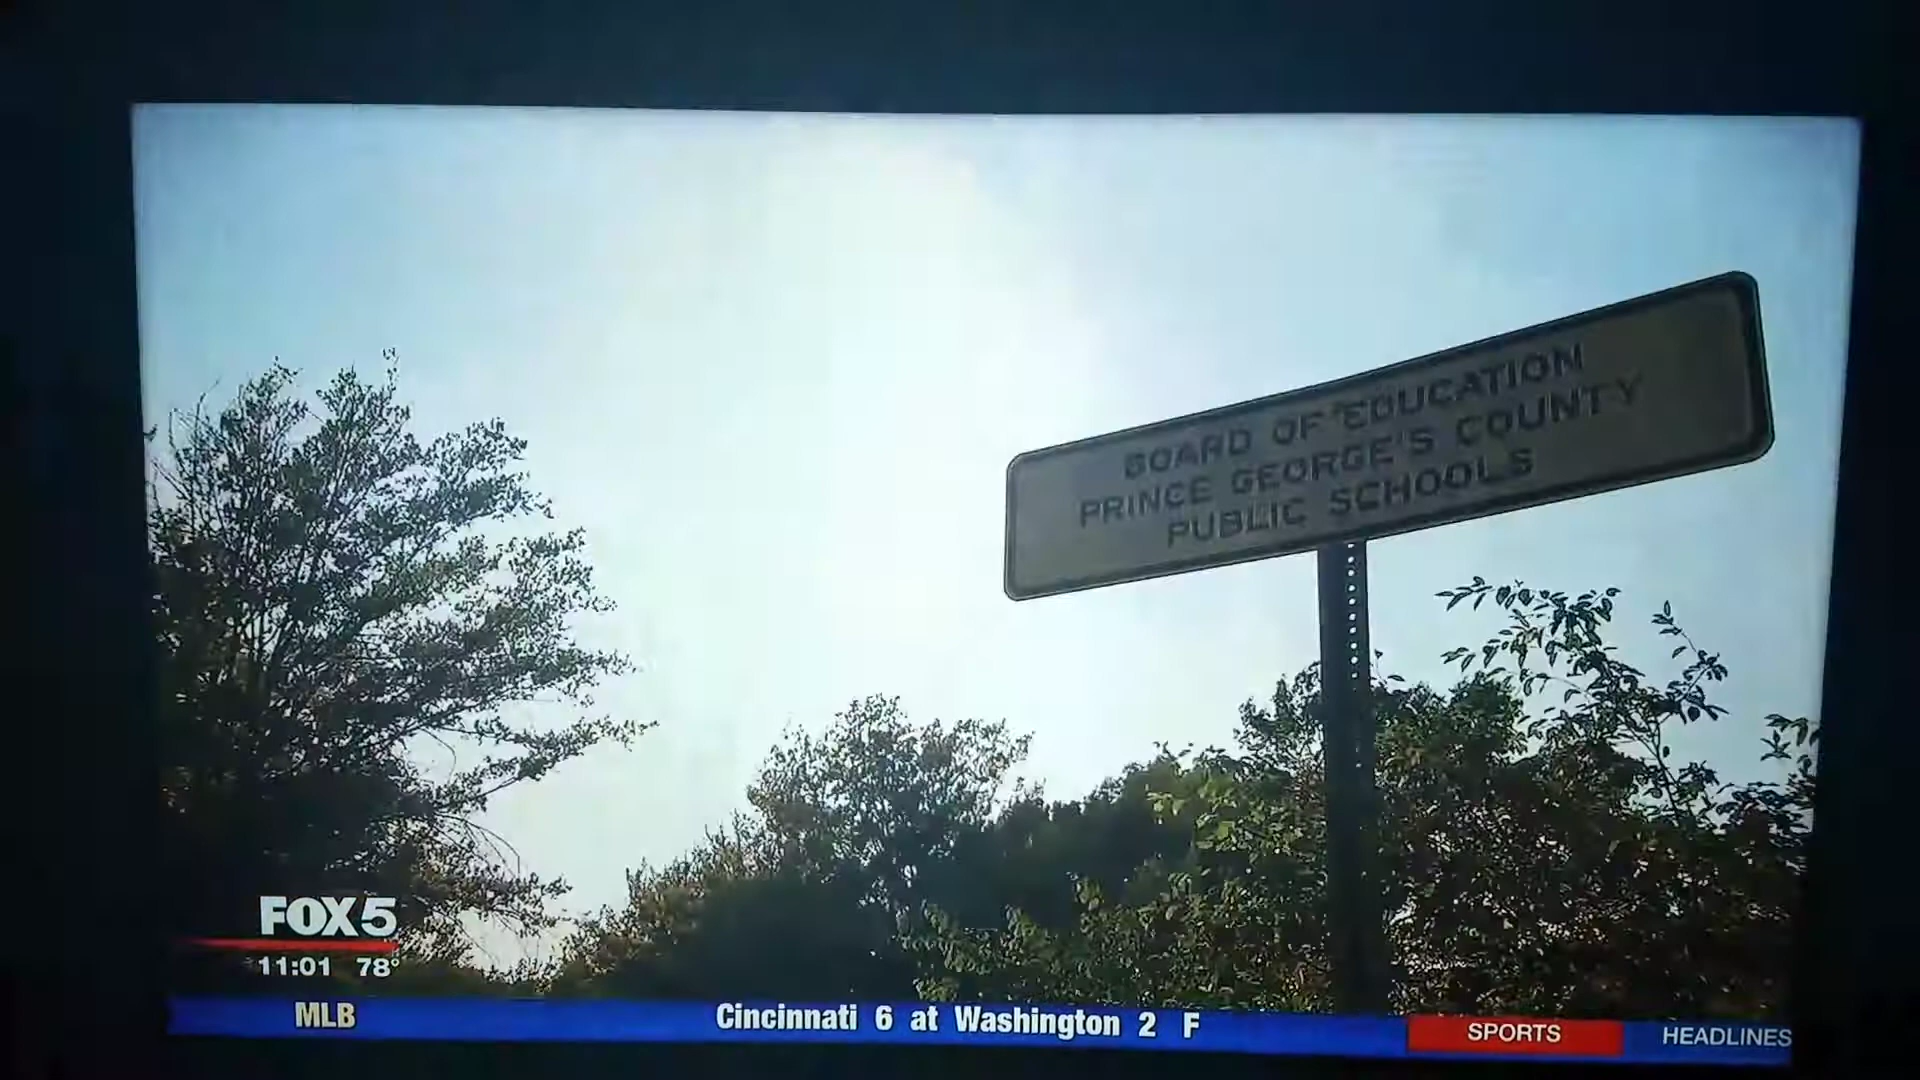 BOARD OF EDUCATION
PRINCE GEORGE'S COUNTY
PUBLIC SCHOOLS
FOX5
11:01 78°
MLB Cincinnati 6 at Washington 2 F SPORTS HEADLINES